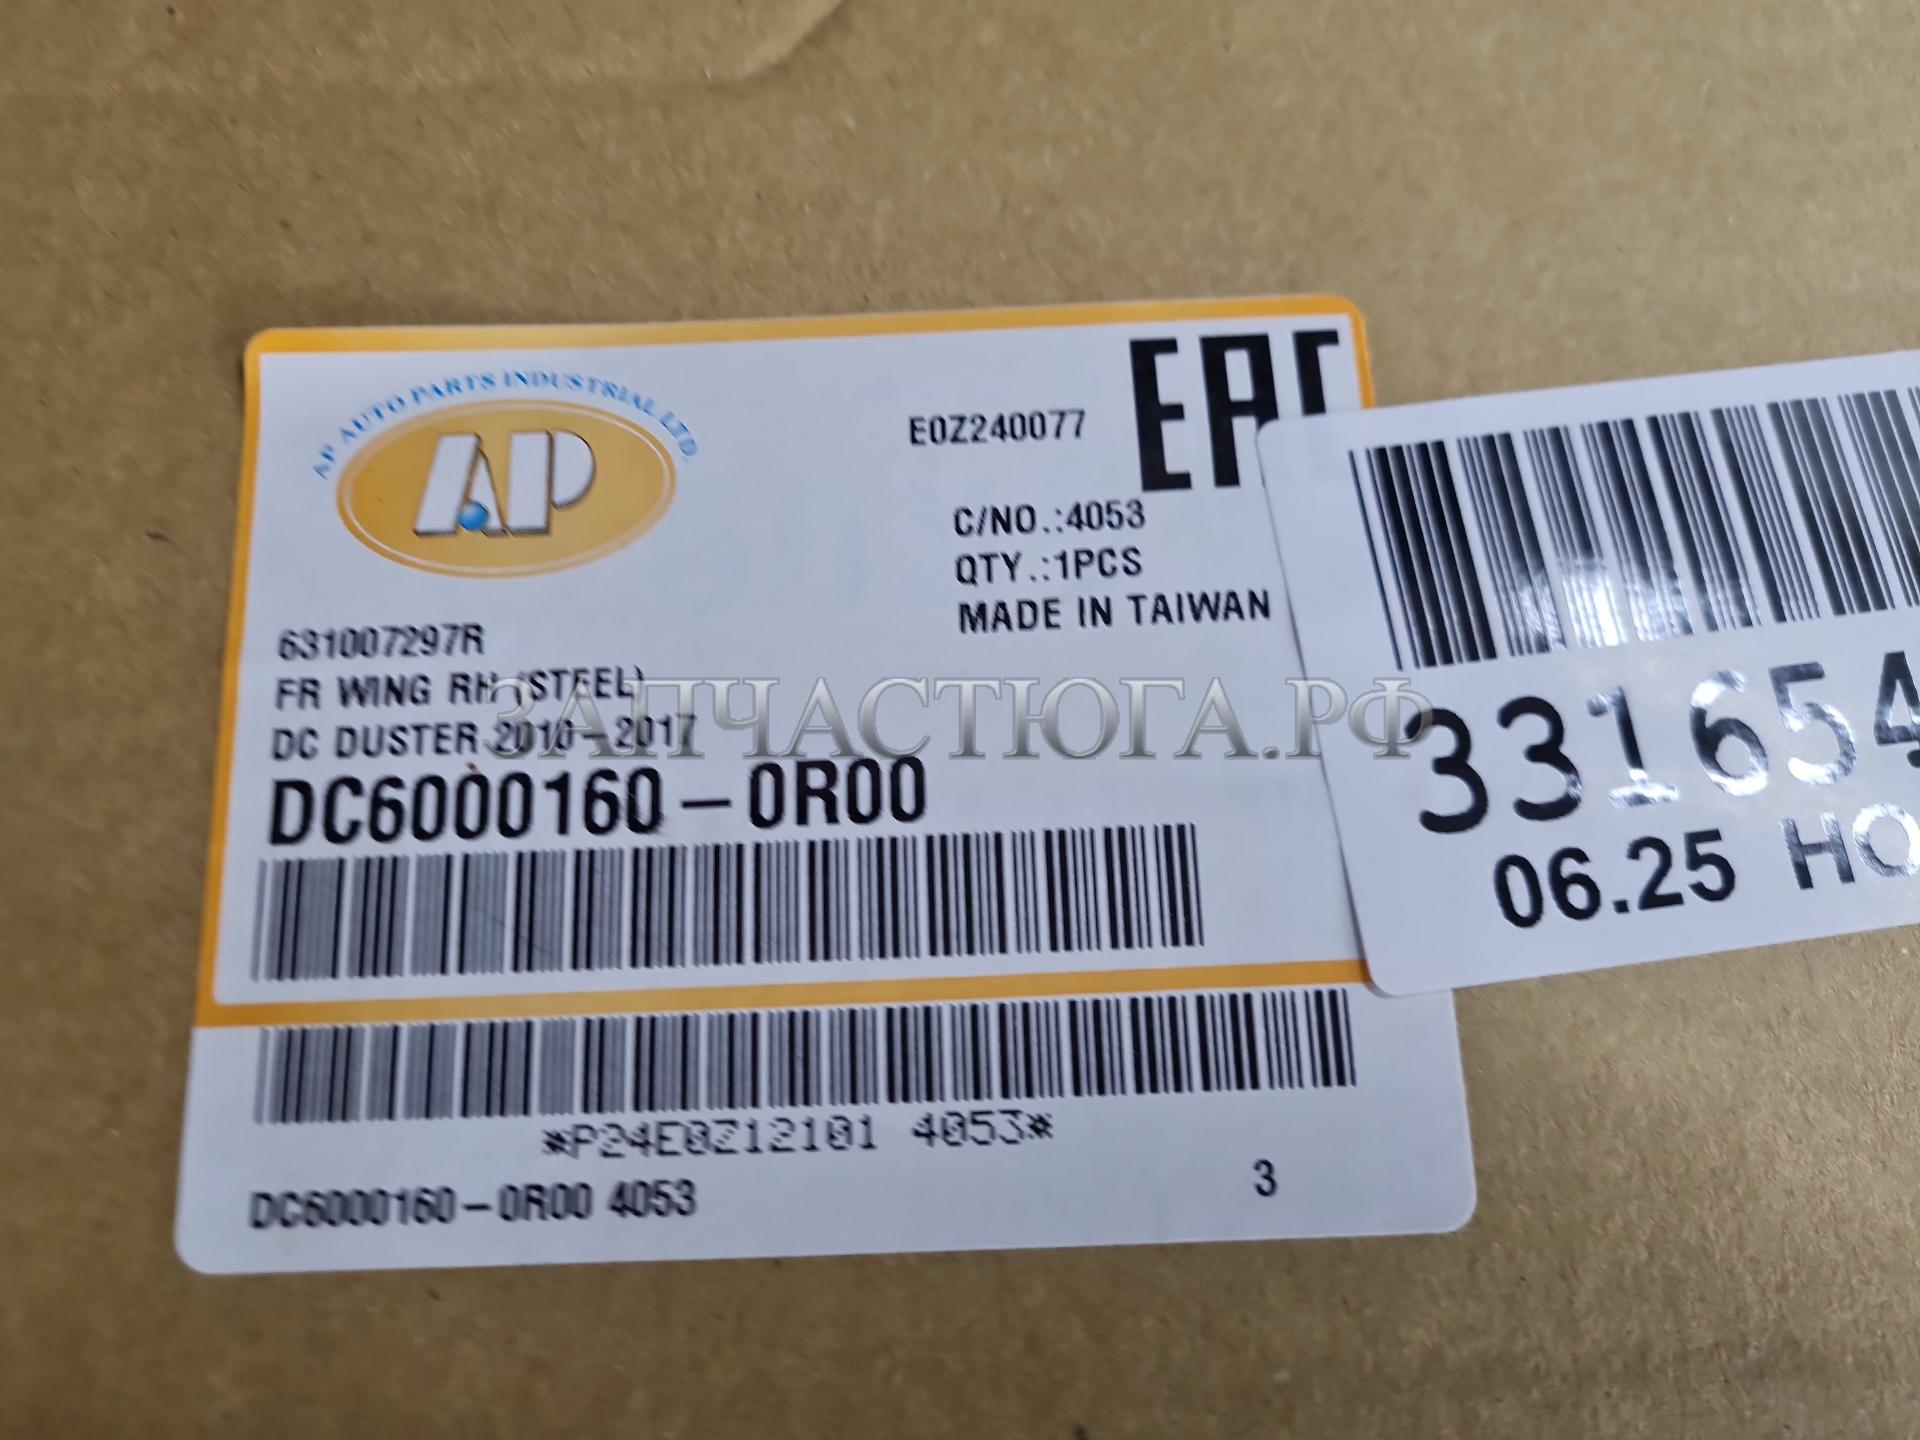 AP AUTO PARTS INDUSTRIAL LTD.
AP
E0Z240077
EAC
C/NO.:4053
QTY.:1PCS
MADE IN TAIWAN
631007297R
FR WING RH (STEEL)
DC DUSTER 2010-2017
ЗАПЧАСТЮГА.РФ
DC6000160-0R00
*P24E0Z12101 4053*
DC6000160-0R00 4053
3
331654
06.25 НО